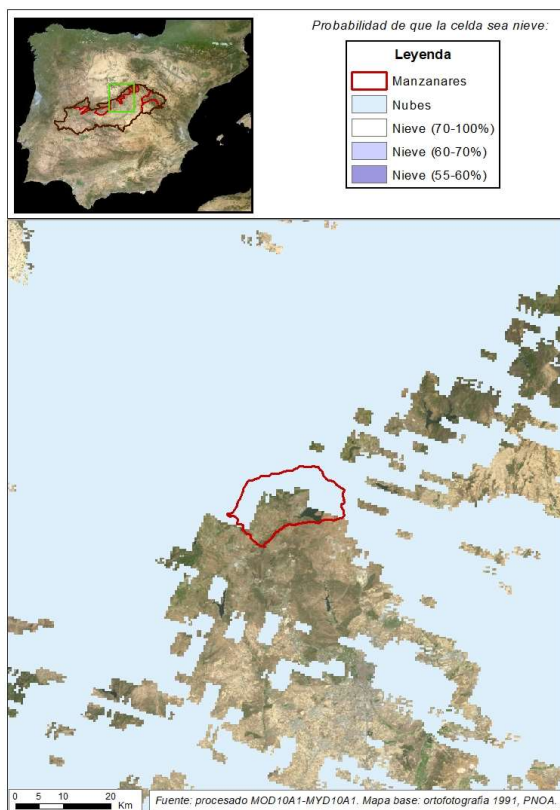 Probabilidad de que la celda sea nieve:
Leyenda
Manzanares
Nubes
Nieve (70-100%)
Nieve (60-70%)
Nieve (55-60%)
0 5 10 20
Km
Fuente: procesado MOD10A1-MYD10A1. Mapa base: ortofotografia 1991, PNOA